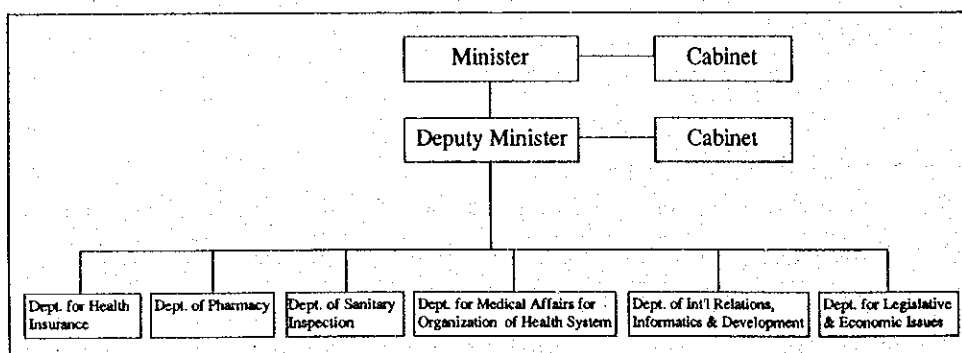 Minister
Cabinet
Deputy Minister
Cabinet
Dept. for Health
Insurance
Dept. of Pharmacy
Dept. of Sanitary
Inspection
Dept. for Medical Affairs for
Organization of Health System
Dept. of Int'l Relations,
Informatics & Development
Dept. for Legislative
& Economic Issues